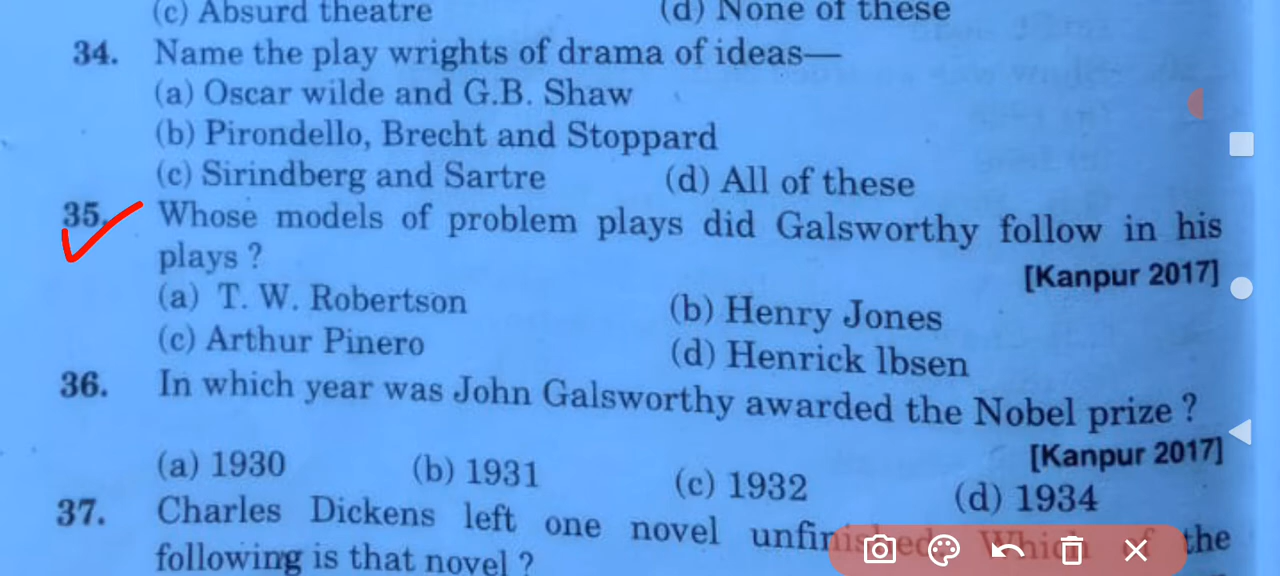 (c) Absurd theatre (d) None of these
34. Name the play wrights of drama of ideas—
(a) Oscar wilde and G.B. Shaw
(b) Pirondello, Brecht and Stoppard
(c) Sirindberg and Sartre (d) All of these
35. Whose models of problem plays did Galsworthy follow in his
plays ?
[Kanpur 2017]
(a) T. W. Robertson (b) Henry Jones
(c) Arthur Pinero (d) Henrick lbsen
36. In which year was John Galsworthy awarded the Nobel prize ?
[Kanpur 2017]
(a) 1930 (b) 1931 (c) 1932 (d) 1934
37. Charles Dickens left one novel unfinished. Which of the
following is that novel ?